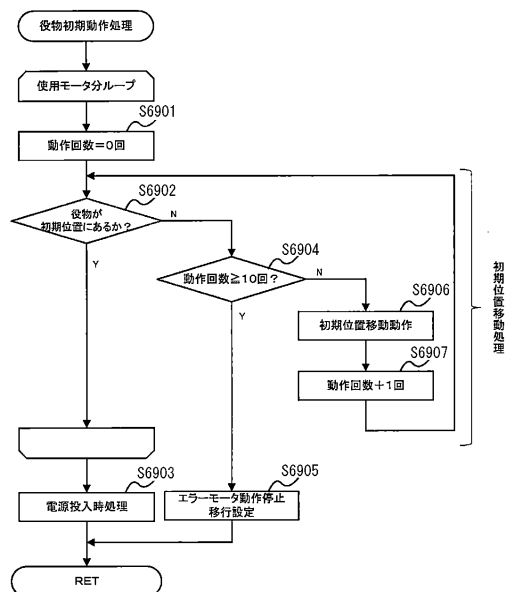 役物初期動作処理
使用モータ分ループ
S6901
動作回数=0回
S6902
役物が
初期位置にあるか?
N
Y
S6904
動作回数≧10回?
N
Y
S6906
初期位置移動動作
S6907
動作回数+1回
初期位置移動処理
S6903
電源投入時処理
S6905
エラーモータ動作停止
移行設定
RET